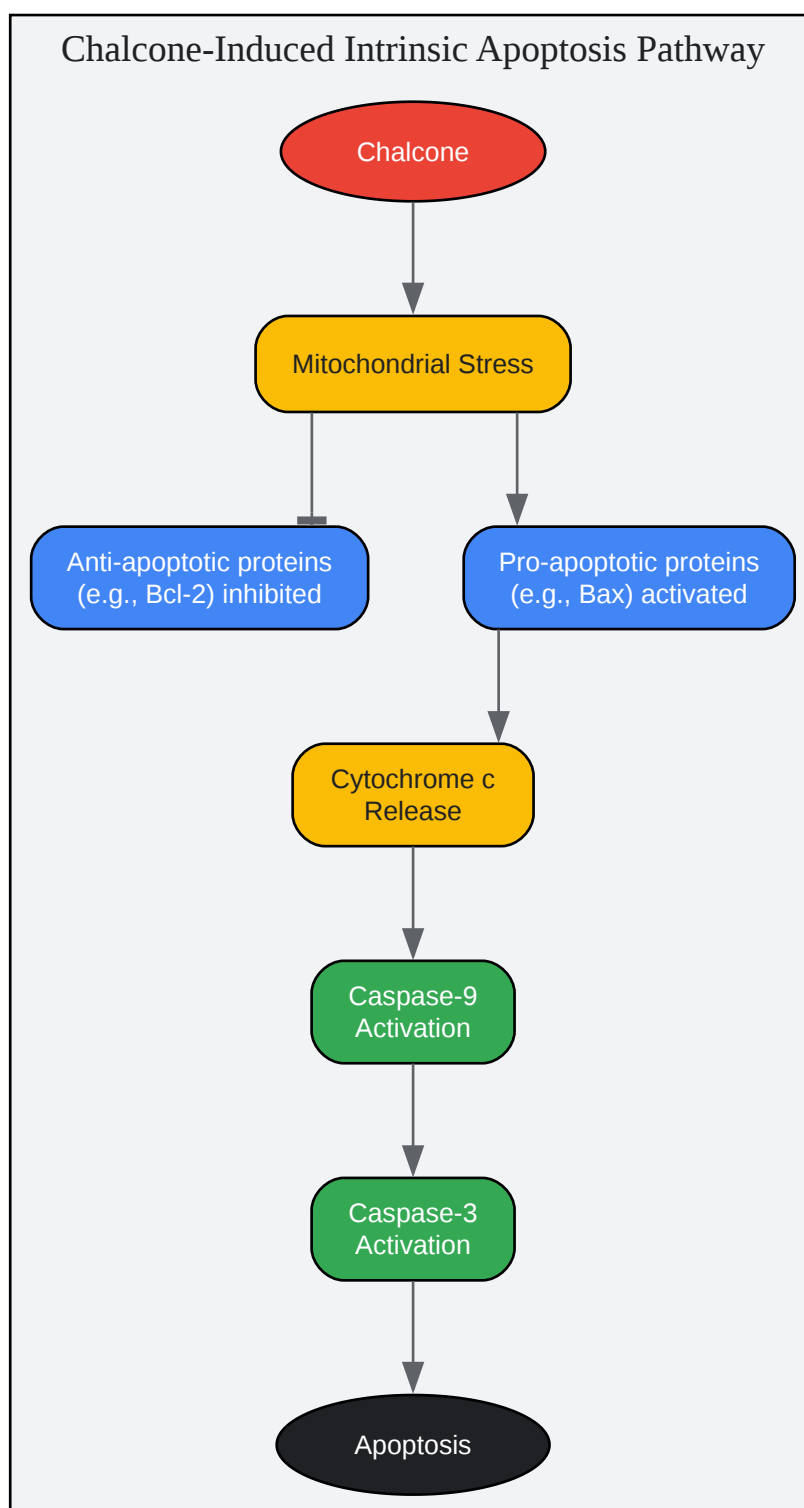 Chalcone-Induced Intrinsic Apoptosis Pathway
Chalcone
Mitochondrial Stress
Anti-apoptotic proteins
(e.g., Bcl-2) inhibited
Pro-apoptotic proteins
(e.g., Bax) activated
Cytochrome c
Release
Caspase-9
Activation
Caspase-3
Activation
Apoptosis